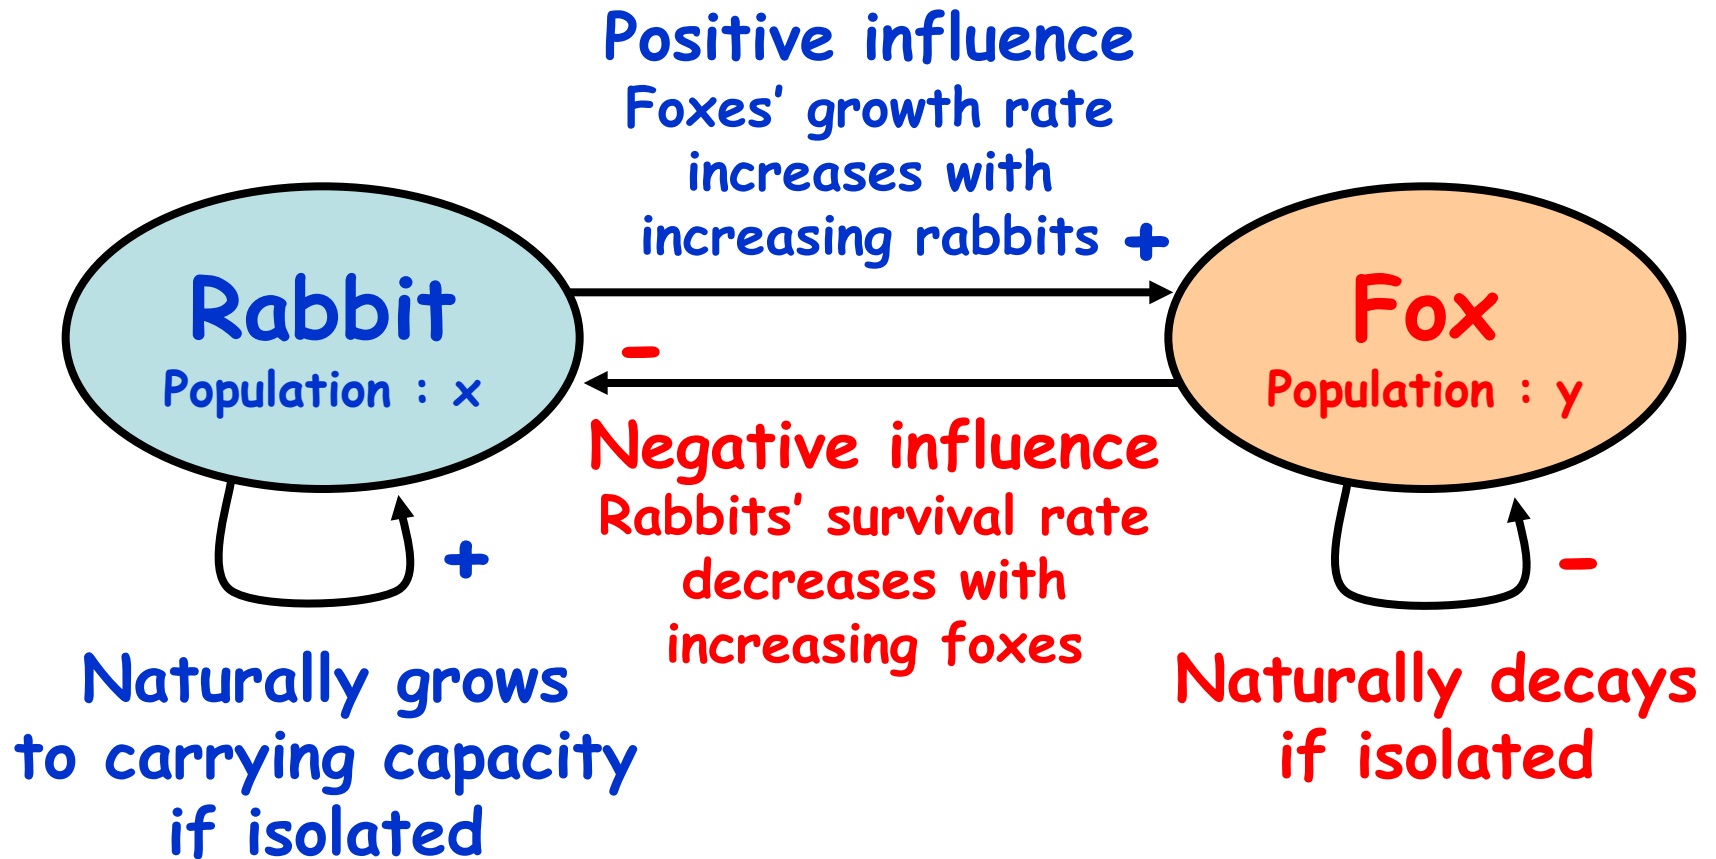 Positive influence
Foxes’ growth rate
increases with
increasing rabbits +
Rabbit
Population : x
Fox
Population : y
-
Negative influence
Rabbits’ survival rate
decreases with
increasing foxes
+
-
Naturally grows
to carrying capacity
if isolated
Naturally decays
if isolated